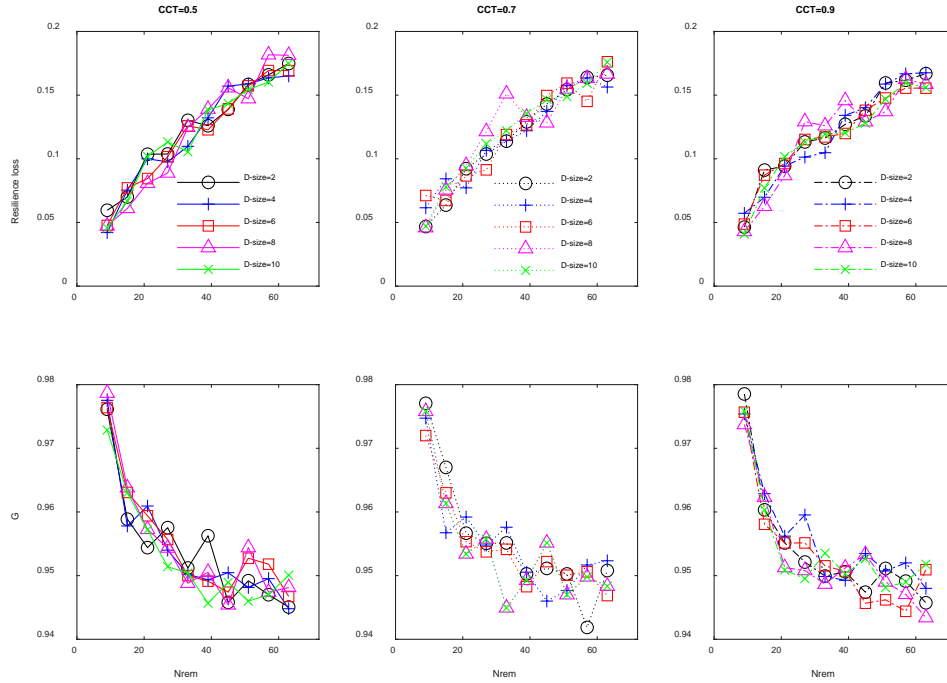 CCT=0.5
CCT=0.7
CCT=0.9
Resilience loss
0.2
0.15
0.1
0.05
0
0 20 40 60
D-size=2
D-size=4
D-size=6
D-size=8
D-size=10
0.2
0.15
0.1
0.05
0
0 20 40 60
D-size=2
D-size=4
D-size=6
D-size=8
D-size=10
0.2
0.15
0.1
0.05
0
0 20 40 60
D-size=2
D-size=4
D-size=6
D-size=8
D-size=10
G
0.98
0.97
0.96
0.95
0.94
0 20 40 60
Nrem
0.98
0.97
0.96
0.95
0.94
0 20 40 60
Nrem
0.98
0.97
0.96
0.95
0.94
0 20 40 60
Nrem